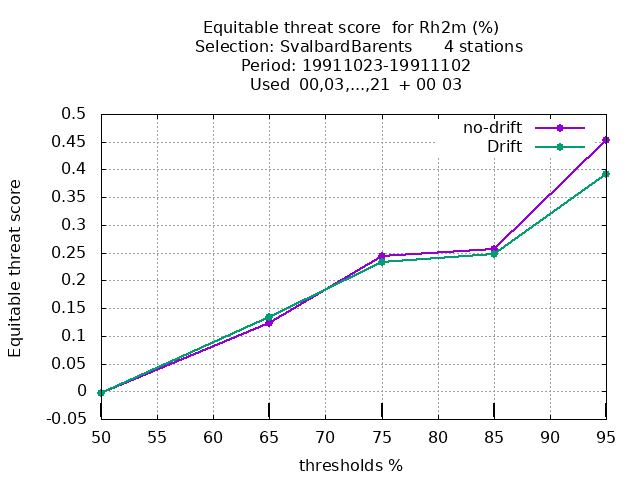 Equitable threat score  for Rh2m (%)
Selection: SvalbardBarents      4 stations
Period: 19911023-19911102
Used  00,03,...,21  + 00 03
no-drift
Drift
Equitable threat score
0.5
0.45
0.4
0.35
0.3
0.25
0.2
0.15
0.1
0.05
0
-0.05
50 55 60 65 70 75 80 85 90 95
thresholds %